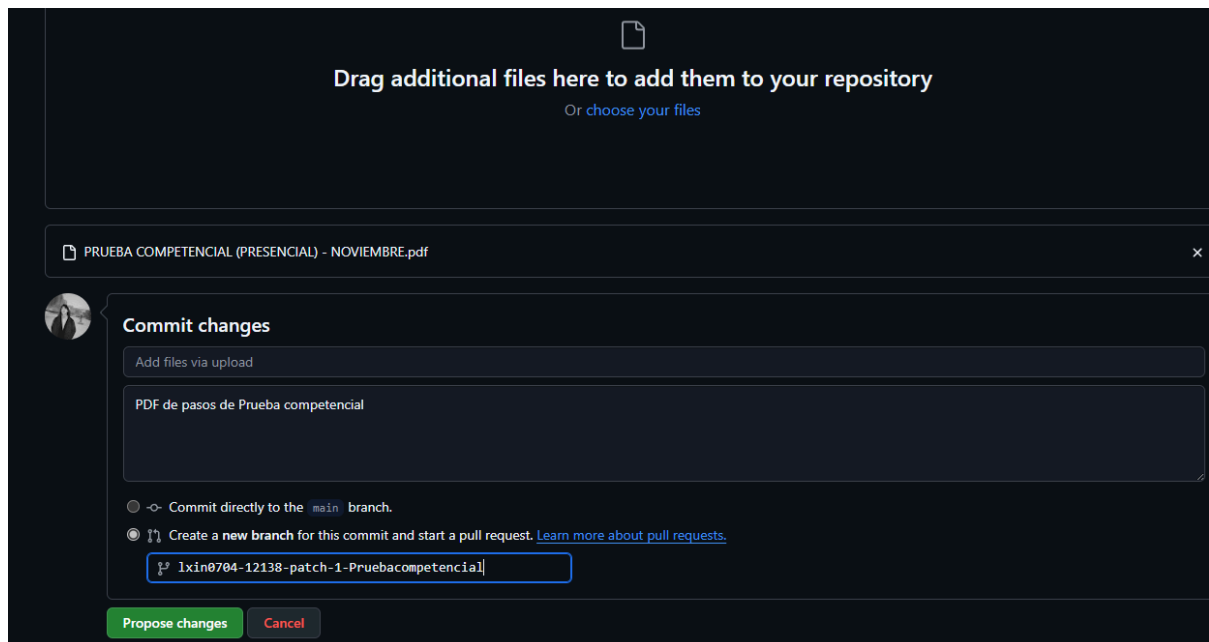 Drag additional files here to add them to your repository
Or choose your files
PRUEBA COMPETENCIAL (PRESENCIAL) - NOVIEMBRE.pdf
Commit changes
Add files via upload
PDF de pasos de Prueba competencial
Commit directly to the main branch.
Create a new branch for this commit and start a pull request. Learn more about pull requests.
lxin0704-12138-patch-1-Pruebacompetencial
Propose changes Cancel